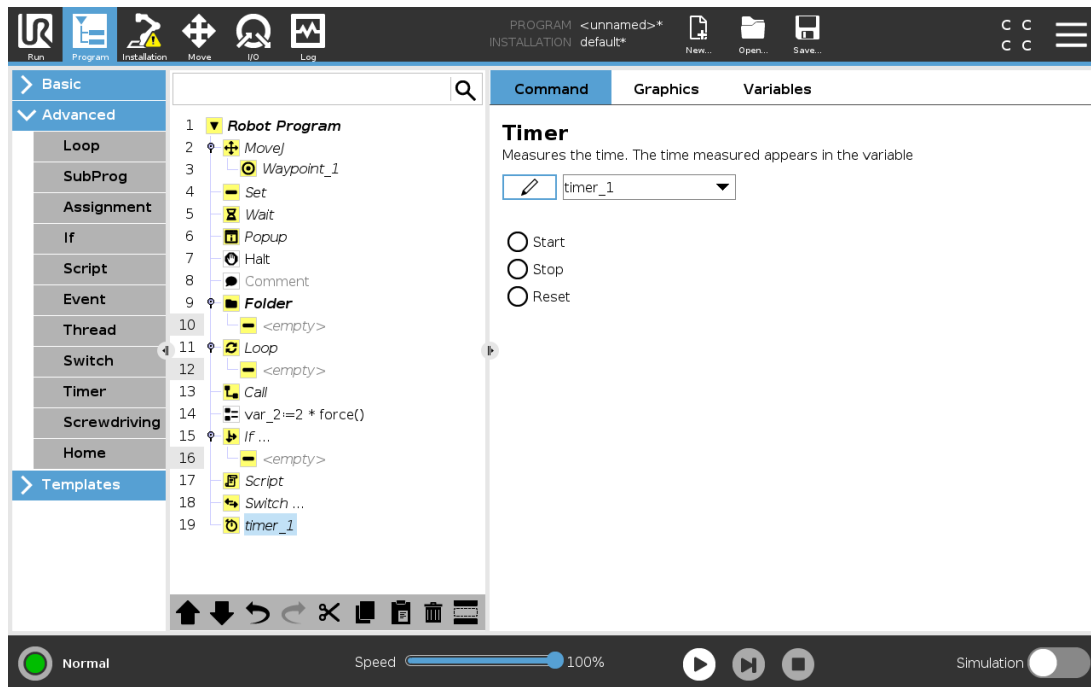 PROGRAM <unnamed>*
INSTALLATION default*
C C
C C
Run Program Installation Move I/O Log New... Open... Save...
Basic
Advanced
Loop
SubProg
Assignment
If
Script
Event
Thread
Switch
Timer
Screwdriving
Home
Templates
1 Robot Program
2 MoveJ
3 Waypoint_1
4 Set
5 Wait
6 Popup
7 Halt
8 Comment
9 Folder
10 <empty>
11 Loop
12 <empty>
13 Call
14 var_2:=2 * force()
15 If ...
16 <empty>
17 Script
18 Switch ...
19 timer_1
Command Graphics Variables
Timer
Measures the time. The time measured appears in the variable
timer_1
Start
Stop
Reset
Normal Speed 100% Simulation